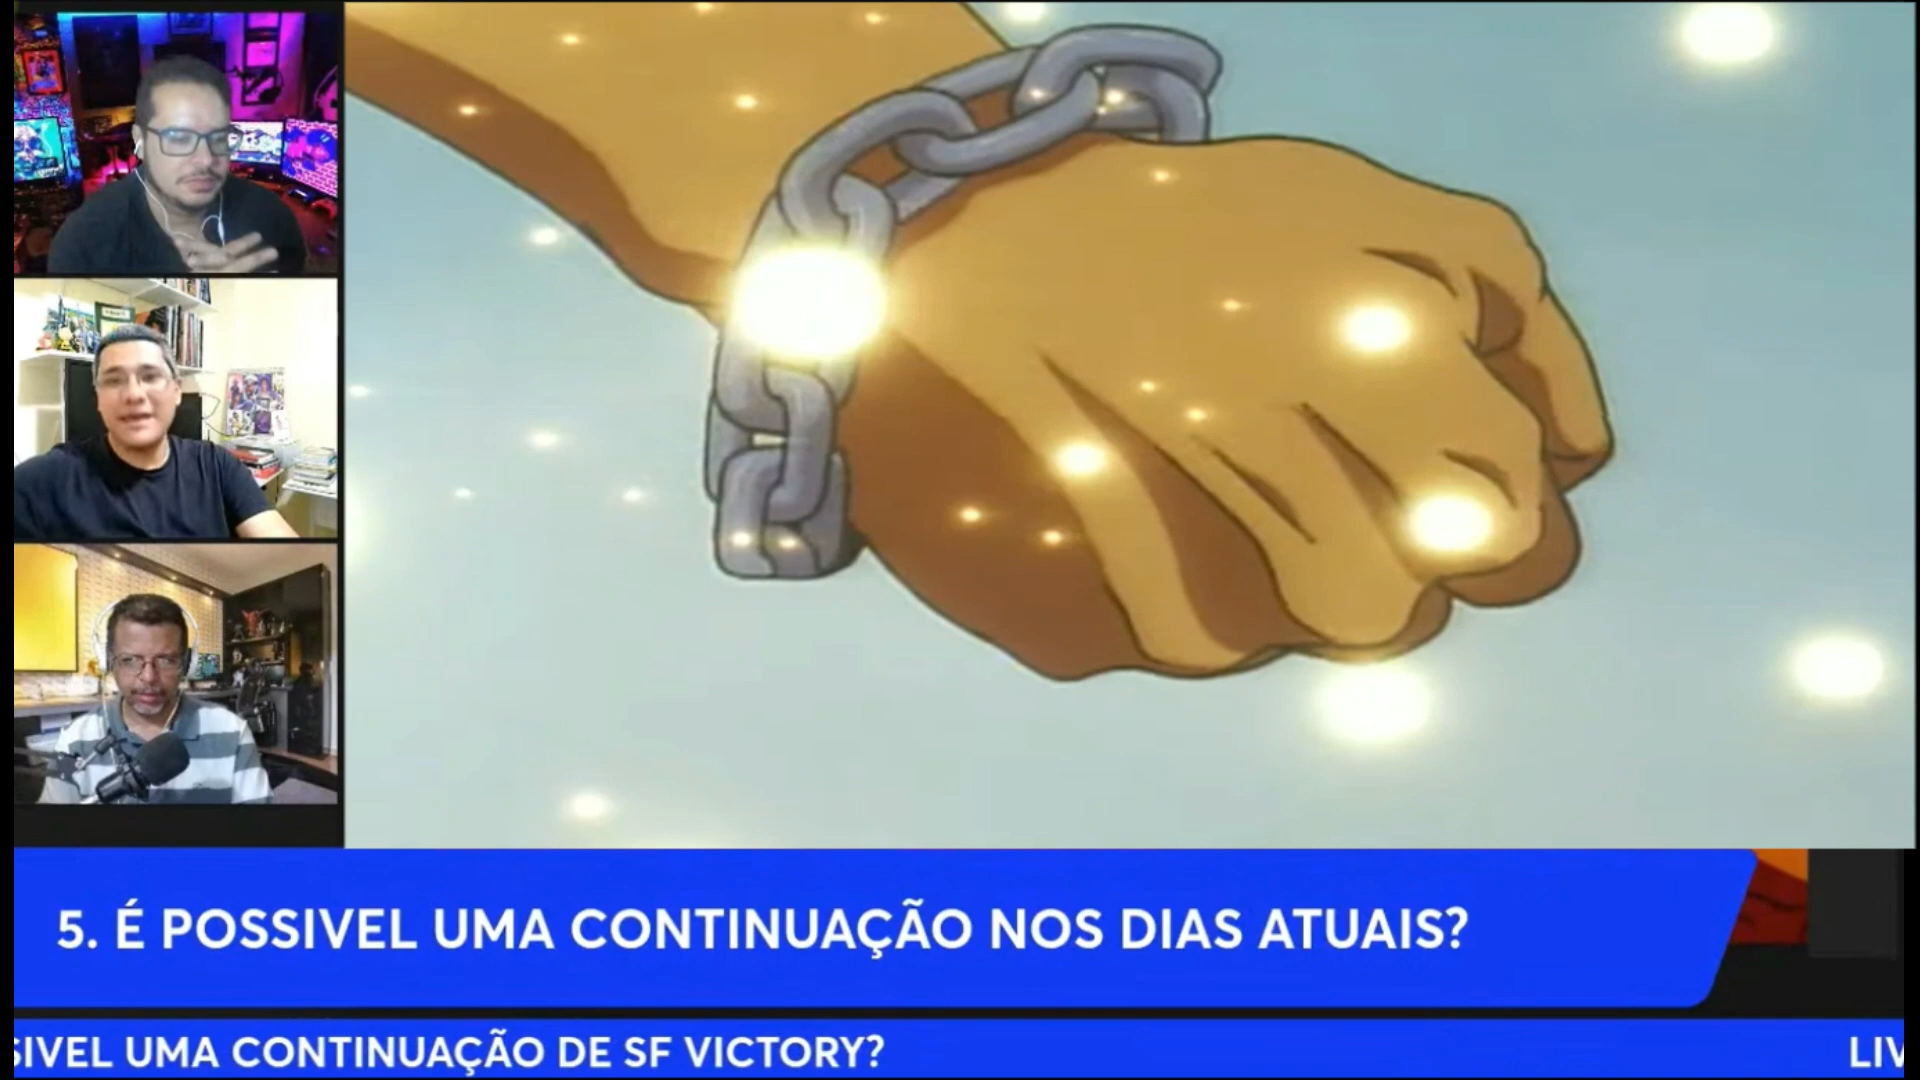 5. É POSSIVEL UMA CONTINUAÇÃO NOS DIAS ATUAIS?
SIVEL UMA CONTINUAÇÃO DE SF VICTORY?
LIV